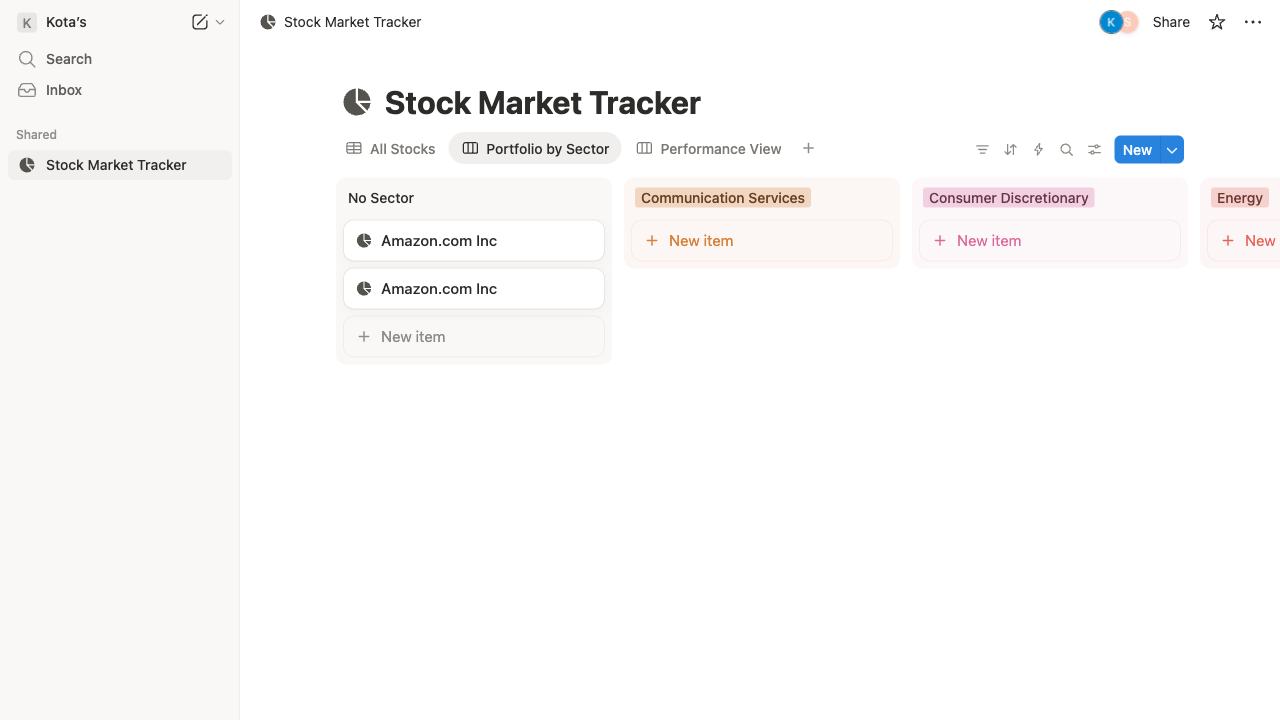 K Kota's
Search
Inbox
Shared
Stock Market Tracker
Stock Market Tracker
K S Share
Stock Market Tracker
All Stocks Portfolio by Sector Performance View
New
No Sector
Amazon.com Inc
Amazon.com Inc
New item
Communication Services
New item
Consumer Discretionary
New item
Energy
New